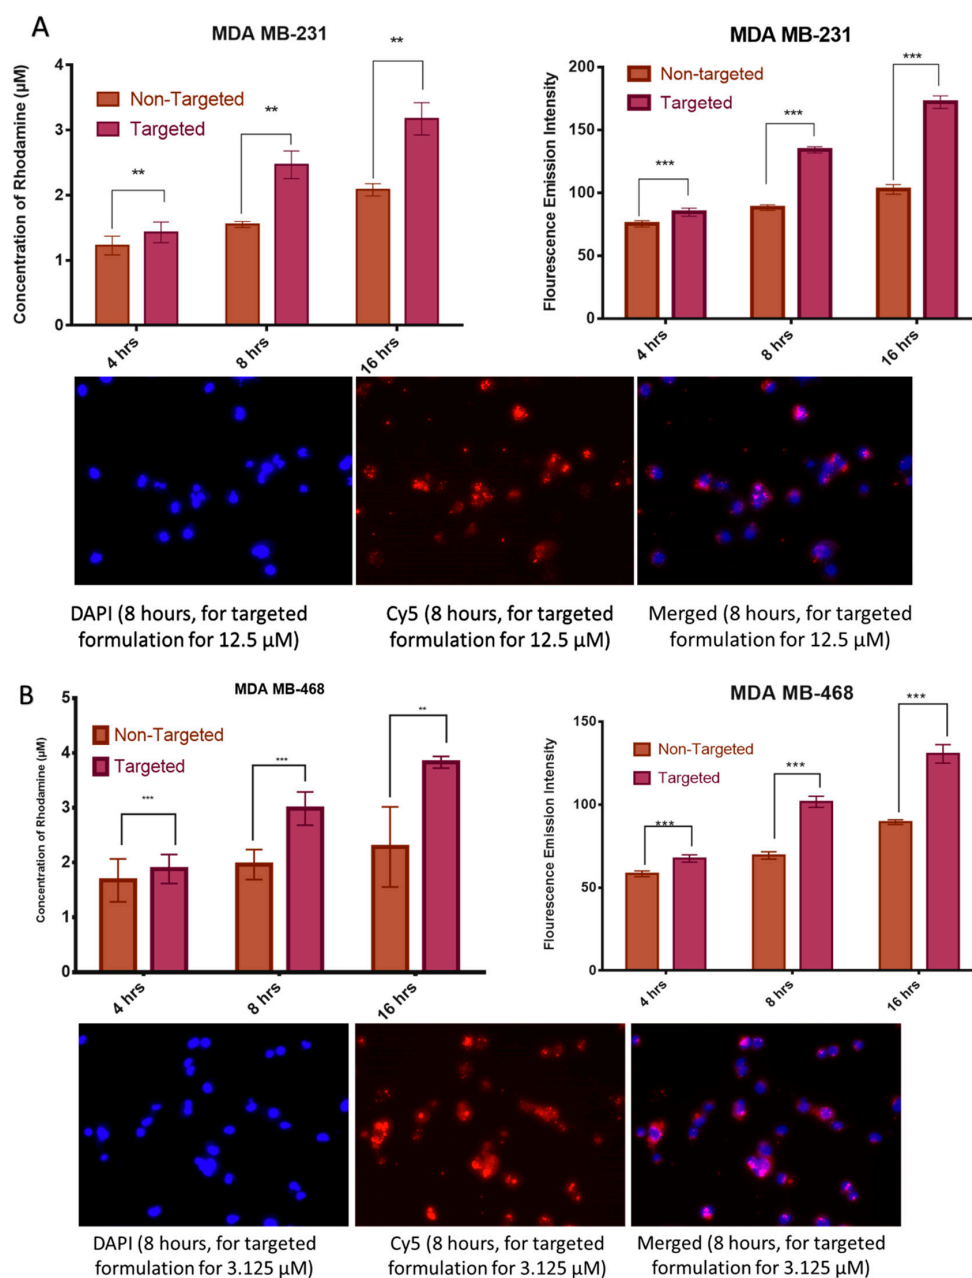 A
MDA MB-231
Concentration of Rhodamine (µM)
4
3
2
1
0
Non-Targeted
Targeted
**
**
**
4 hrs
8 hrs
16 hrs
MDA MB-231
Flourescence Emission Intensity
200
150
100
50
0
Non-targeted
Targeted
***
***
***
4 hrs
8 hrs
16 hrs
DAPI (8 hours, for targeted
formulation for 12.5 µM)
Cy5 (8 hours, for targeted
formulation for 12.5 µM)
Merged (8 hours, for targeted
formulation for 12.5 µM)
B
MDA MB-468
Concentration of Rhodamine (µM)
5
4
3
2
1
0
Non-Targeted
Targeted
***
***
**
4 hrs
8 hrs
16 hrs
MDA MB-468
Flourescence Emission Intensity
150
100
50
0
Non-Targeted
Targeted
***
***
***
4 hrs
8 hrs
16 hrs
DAPI (8 hours, for targeted
formulation for 3.125 µM)
Cy5 (8 hours, for targeted
formulation for 3.125 µM)
Merged (8 hours, for targeted
formulation for 3.125 µM)